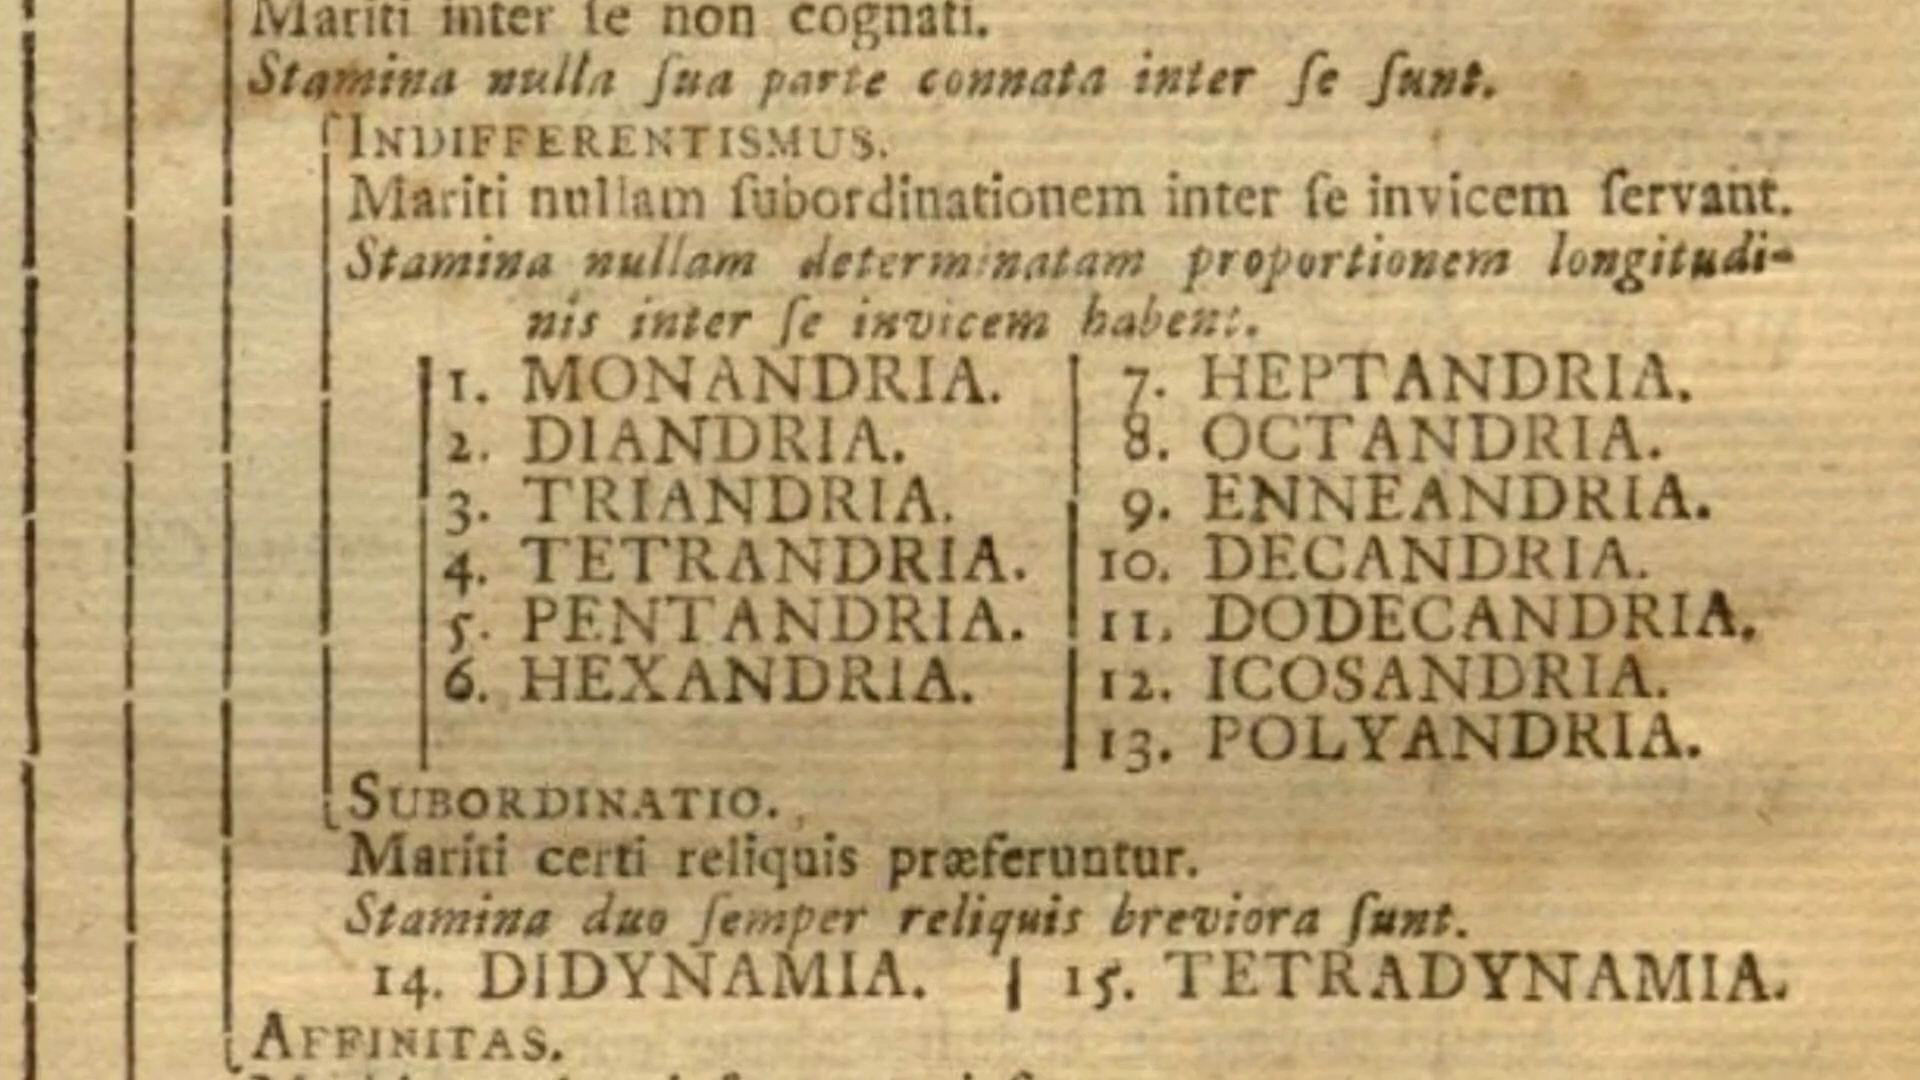 Mariti inter ſe non cognati.
Stamina nulla ſua parte connata inter ſe ſunt.
INDIFFERENTISMUS.
Mariti nullam ſubordinationem inter ſe invicem ſervant.
Stamina nullam determinatam proportionem longitudi-
nis inter ſe invicem habent.
1. MONANDRIA.
2. DIANDRIA.
3. TRIANDRIA.
4. TETRANDRIA.
5. PENTANDRIA.
6. HEXANDRIA.
7. HEPTANDRIA.
8. OCTANDRIA.
9. ENNEANDRIA.
10. DECANDRIA.
11. DODECANDRIA.
12. ICOSANDRIA.
13. POLYANDRIA.
SUBORDINATIO.
Mariti certi reliquis præferuntur.
Stamina duo ſemper reliquis breviora ſunt.
14. DIDYNAMIA. | 15. TETRADYNAMIA.
AFFINITAS.